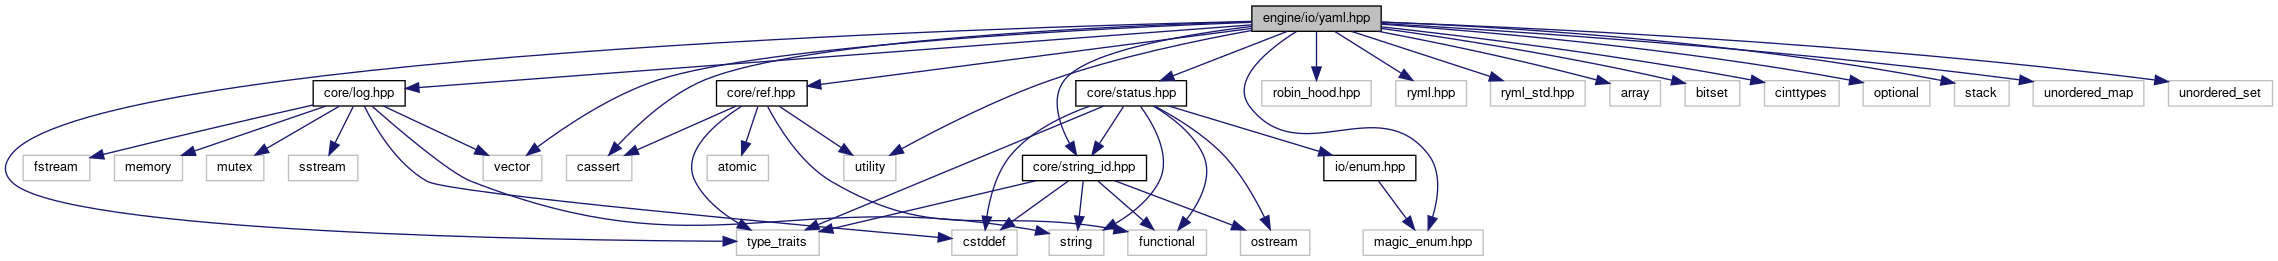 engine/io/yaml.hpp
core/log.hpp
core/ref.hpp
core/status.hpp
robin_hood.hpp
ryml.hpp
ryml_std.hpp
array
bitset
cinttypes
optional
stack
unordered_map
unordered_set
fstream
memory
mutex
sstream
vector
cassert
atomic
utility
core/string_id.hpp
io/enum.hpp
type_traits
cstddef
string
functional
ostream
magic_enum.hpp